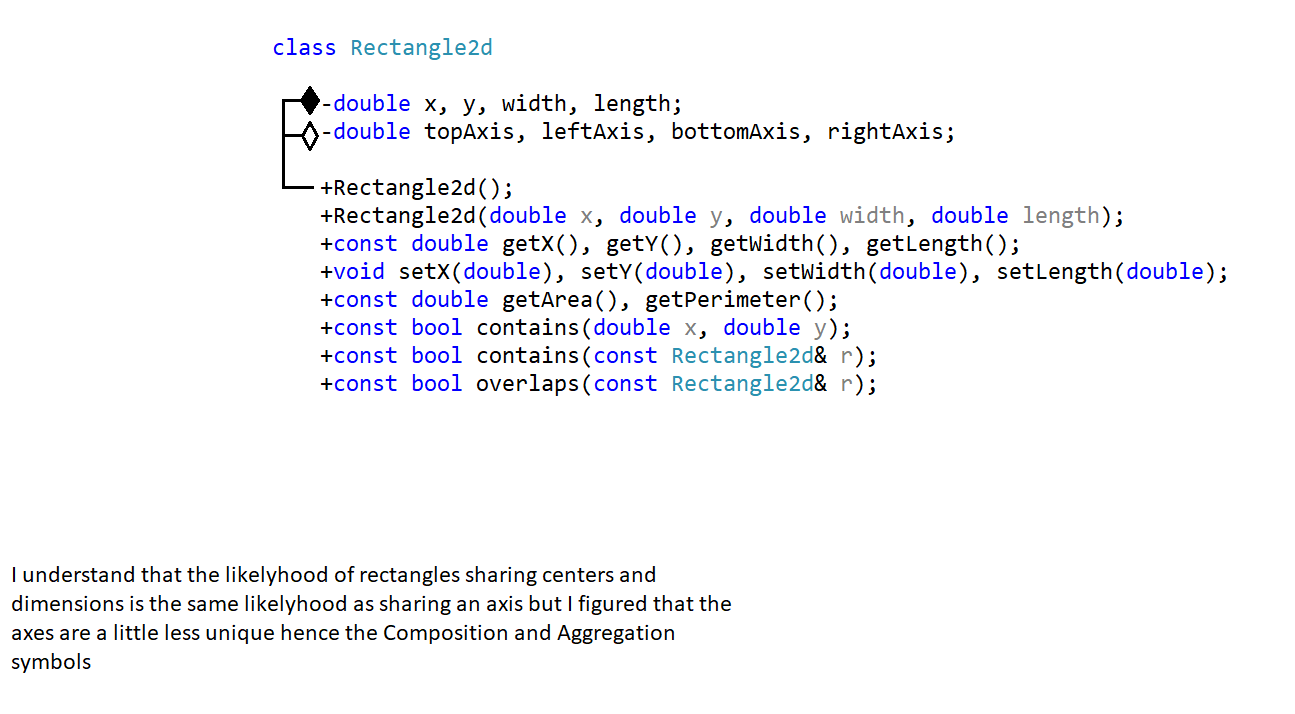 class Rectangle2d
-double x, y, width, length;
-double topAxis, leftAxis, bottomAxis, rightAxis;
+Rectangle2d();
+Rectangle2d(double x, double y, double width, double length);
+const double getX(), getY(), getWidth(), getLength();
+void setX(double), setY(double), setWidth(double), setLength(double);
+const double getArea(), getPerimeter();
+const bool contains(double x, double y);
+const bool contains(const Rectangle2d& r);
+const bool overlaps(const Rectangle2d& r);
I understand that the likelyhood of rectangles sharing centers and
dimensions is the same likelyhood as sharing an axis but I figured that the
axes are a little less unique hence the Composition and Aggregation
symbols